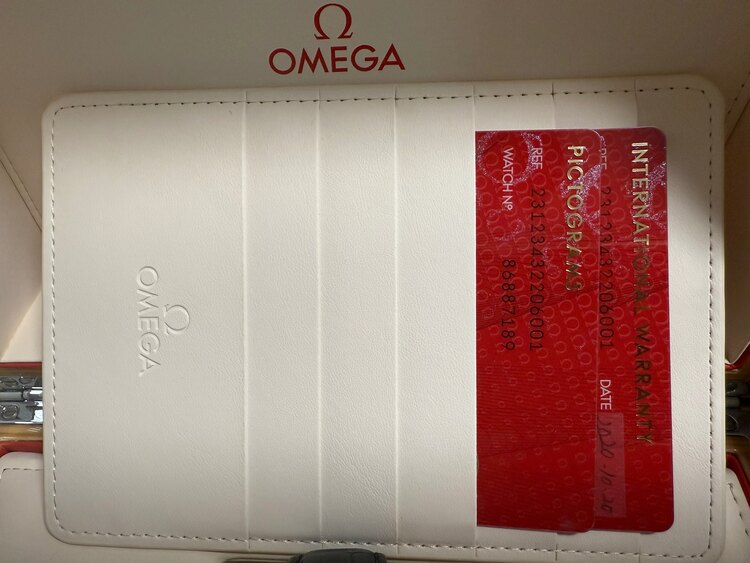 OMEGA
OMEGA
INTERNATIONAL WARRANTY
REF 23123432206001 DATE
PICTOGRAMS
REF 23123432206001
WATCH Nº 86887189